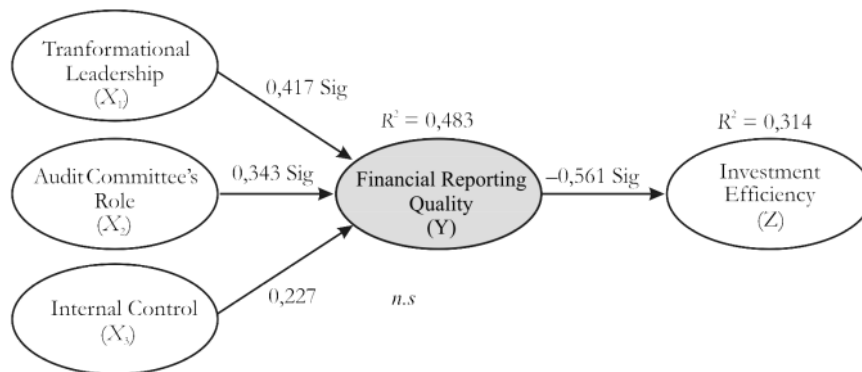 Tranformational
Leadership
(X₁)
0,417 Sig
R² = 0,483
R² = 0,314
Audit Committee's
Role
(X₂)
0,343 Sig
Financial Reporting
Quality
(Y)
–0,561 Sig
Investment
Efficiency
(Z)
Internal Control
(X₃)
0,227
n.s